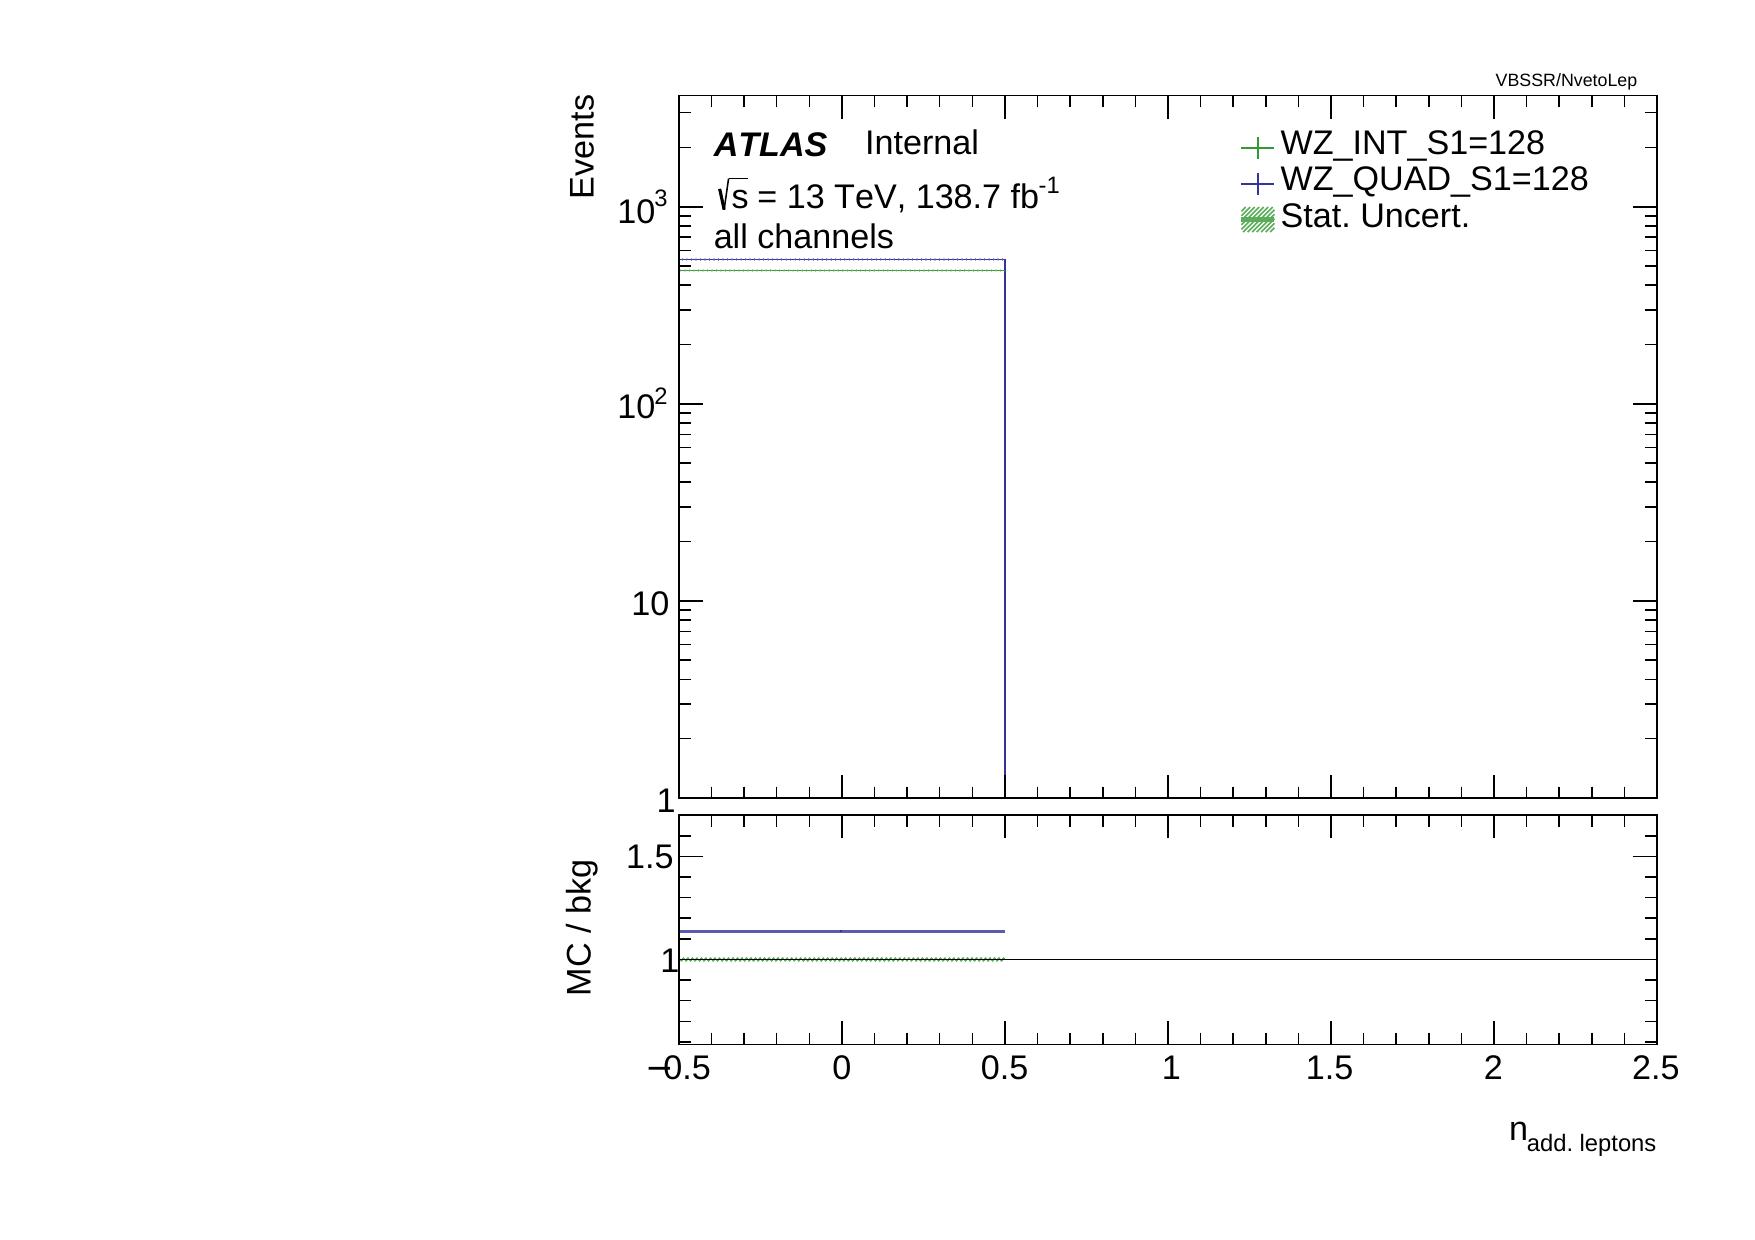 VBSSR/NvetoLep
Events
ATLAS Internal
√s = 13 TeV, 138.7 fb⁻¹
all channels
WZ_INT_S1=128
WZ_QUAD_S1=128
Stat. Uncert.
10³
10²
10
1
MC / bkg
1.5
1
−0.5 0 0.5 1 1.5 2 2.5
n add. leptons